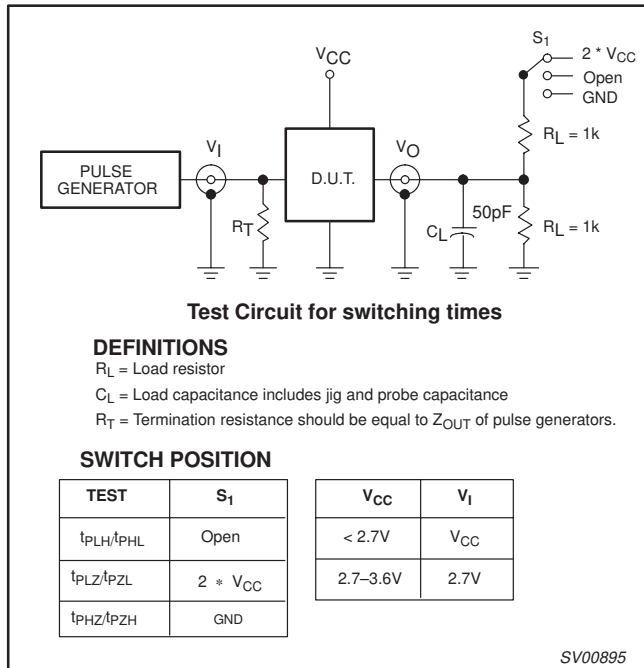 S1
2 * VCC
Open
GND
VCC
RL = 1k
VI
VO
PULSE
GENERATOR
D.U.T.
RT
50pF
CL
RL = 1k
Test Circuit for switching times
DEFINITIONS
RL = Load resistor
CL = Load capacitance includes jig and probe capacitance
RT = Termination resistance should be equal to ZOUT of pulse generators.
SWITCH POSITION
TEST S1
tPLH/tPHL Open
tPLZ/tPZL 2 * VCC
tPHZ/tPZH GND
VCC VI
< 2.7V VCC
2.7–3.6V 2.7V
SV00895